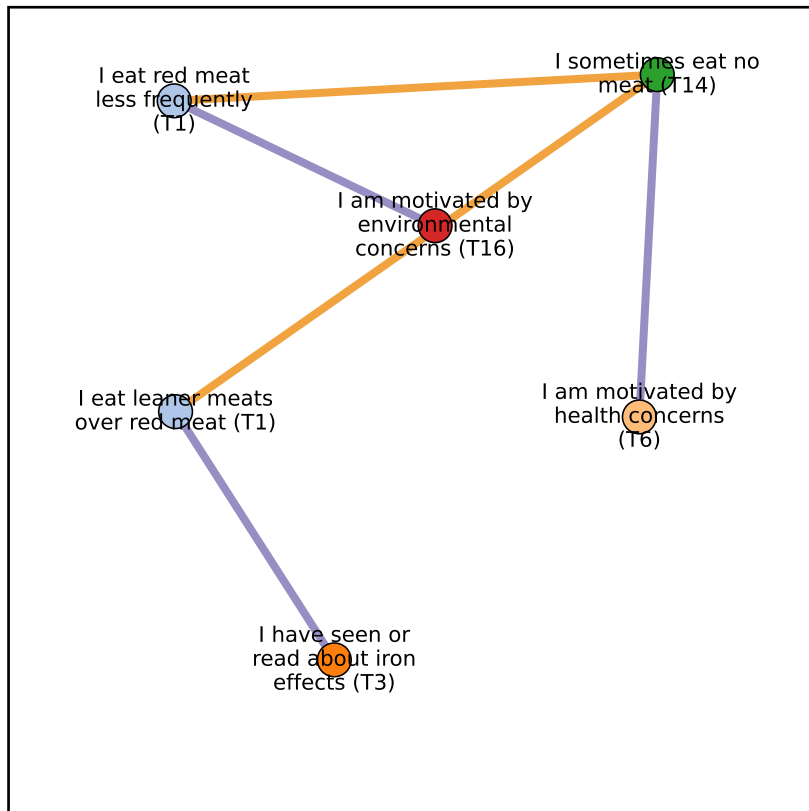 I eat red meat
less frequently
(T1)
I sometimes eat no
meat (T14)
I am motivated by
environmental
concerns (T16)
I eat leaner meats
over red meat (T1)
I am motivated by
health concerns
(T6)
I have seen or
read about iron
effects (T3)